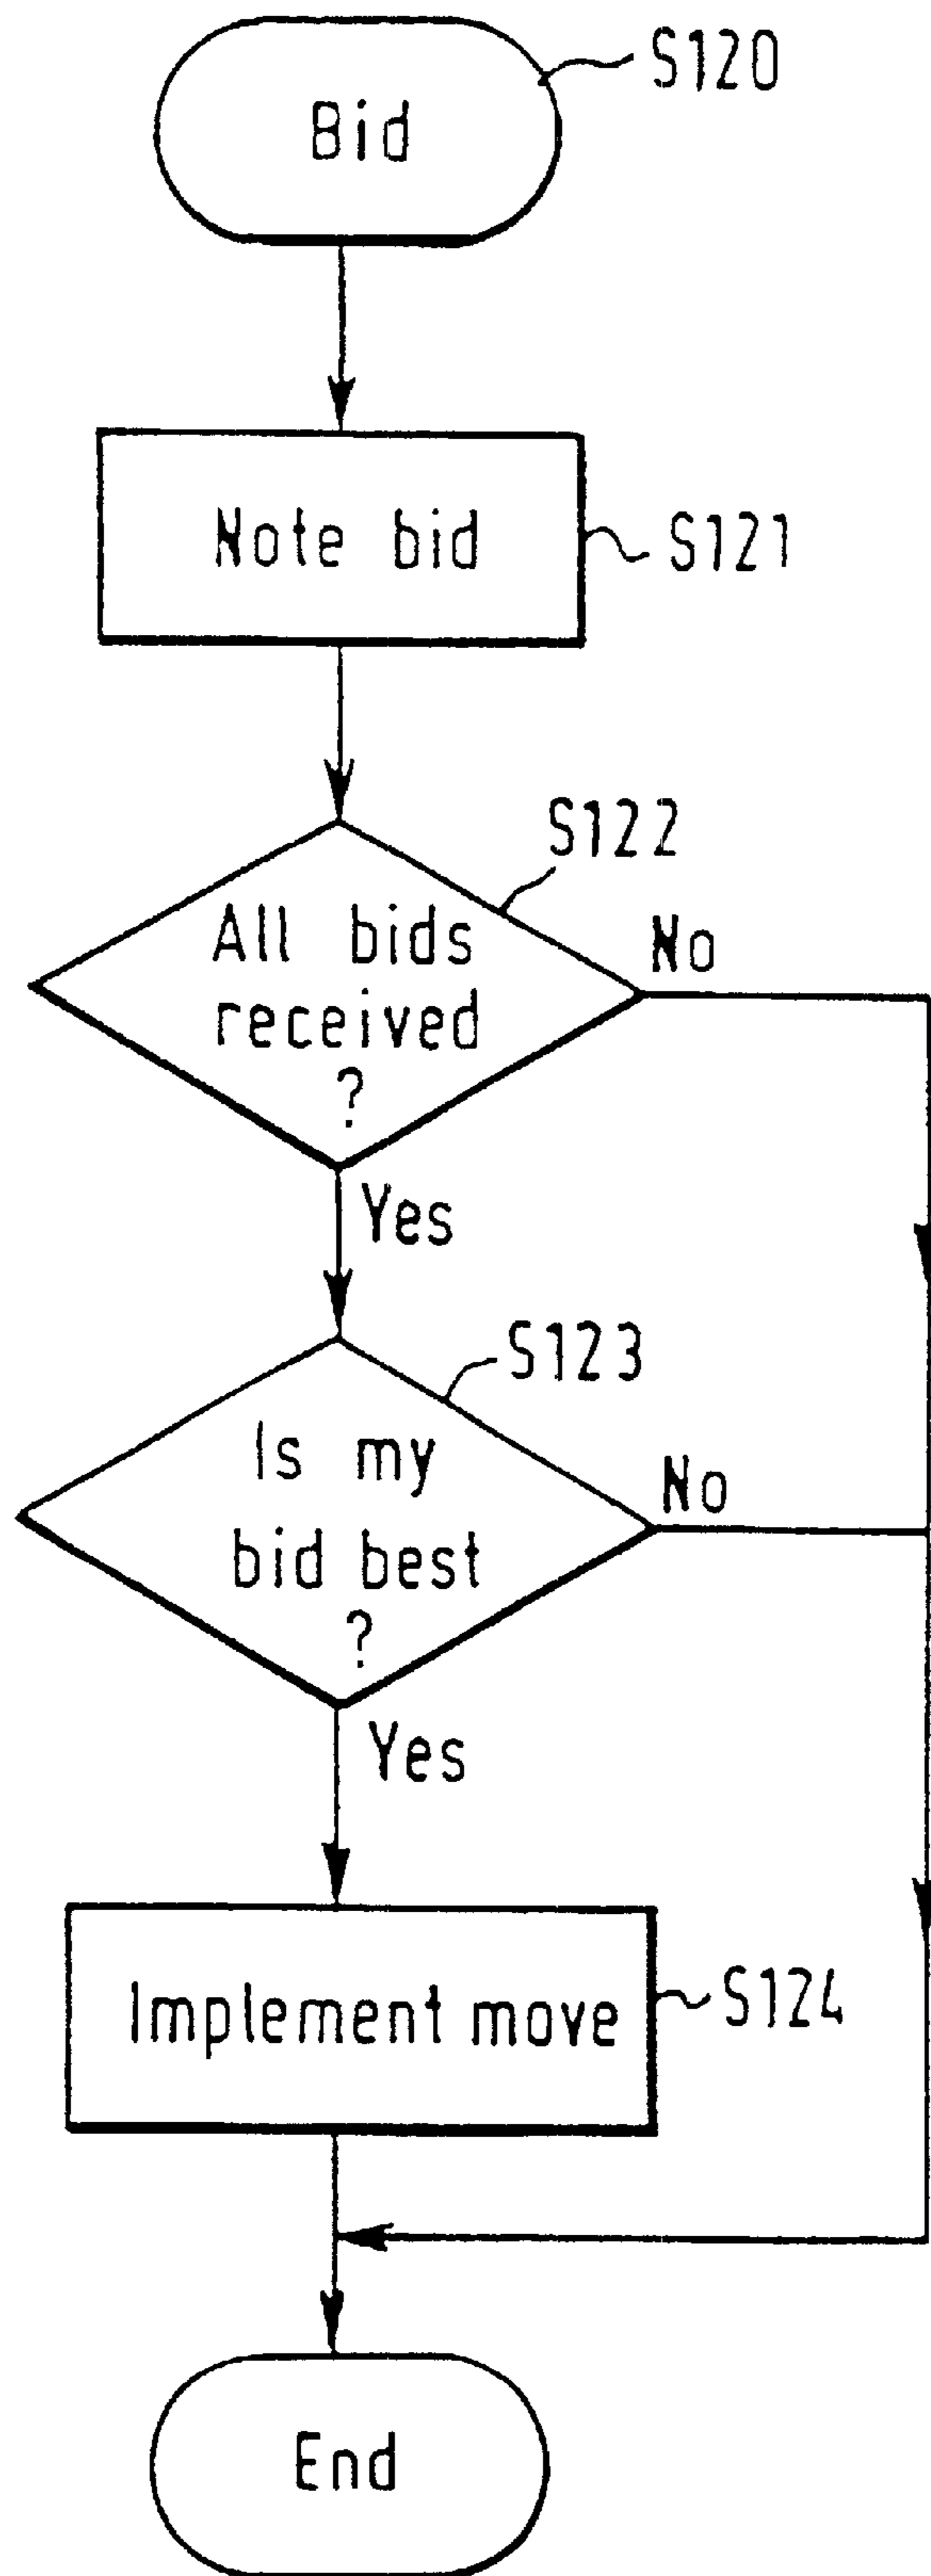 Bid
S120
Note bid
S121
S122
All bids
received
?
No
Yes
S123
Is my
bid best
?
No
Yes
Implement move
S124
End